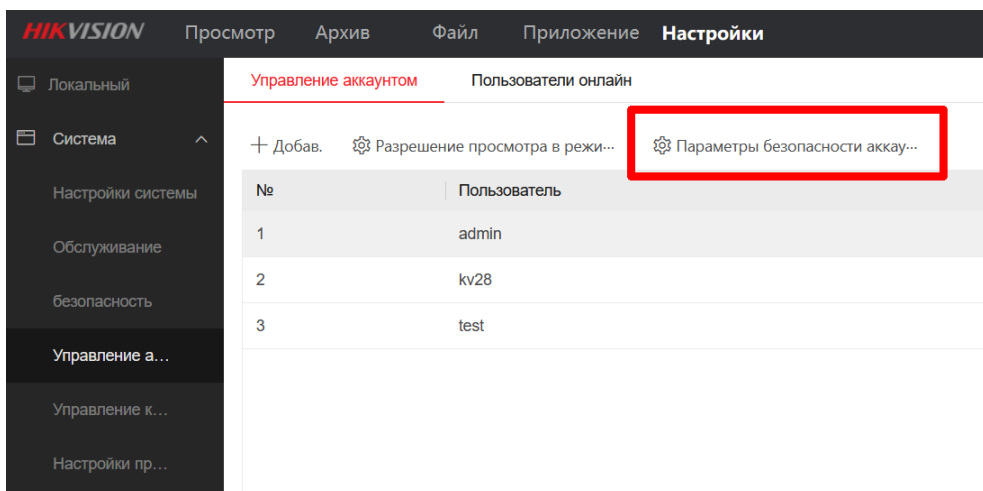 HIKVISION Просмотр Архив Файл Приложение Настройки
Локальный
Управление аккаунтом Пользователи онлайн
Система
Добав. Разрешение просмотра в режи··· Параметры безопасности аккау···
Настройки системы
№ Пользователь
1 admin
Обслуживание
2 kv28
безопасность
3 test
Управление а...
Управление к...
Настройки пр...